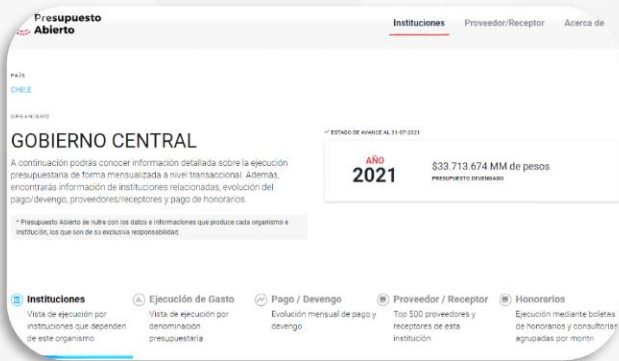 Presupuesto
Abierto
Instituciones Proveedor/Receptor Acerca de
PAÍS
CHILE
ORGANISMO
GOBIERNO CENTRAL
A continuación podrás conocer información detallada sobre la ejecución
presupuestaria de forma mensualizada a nivel transaccional. Además,
encontrarás información de instituciones relacionadas, evolución del
pago/devengo, proveedores/receptores y pago de honorarios.
* Presupuesto Abierto se nutre con los datos e informaciones que produce cada organismo e
institución, los que son de su exclusiva responsabilidad.
ESTADO DE AVANCE AL 31-07-2021
AÑO
2021
$33.713.674 MM de pesos
PRESUPUESTO DEVENGADO
Instituciones
Vista de ejecución por
instituciones que dependen
de este organismo
Ejecución de Gasto
Vista de ejecución por
denominación
presupuestaria
Pago / Devengo
Evolución mensual de pago y
devengo
Proveedor / Receptor
Top 500 proveedores y
receptores de esta
institución
Honorarios
Ejecución mediante boletas
de honorarios y consultorías
agrupadas por monto